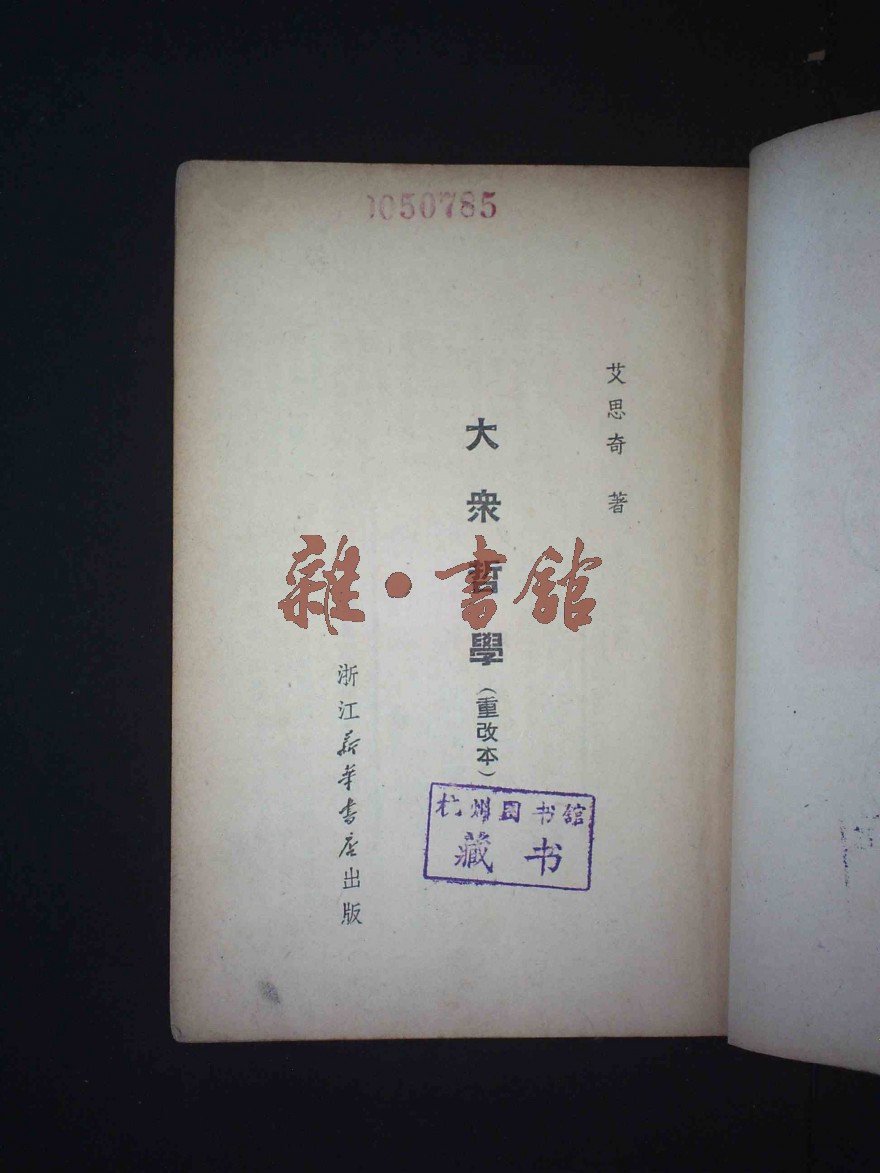 1050785
艾思奇 著
大衆哲學(重改本)
浙江新華書店出版
雜·書館
杭州图书馆
藏书